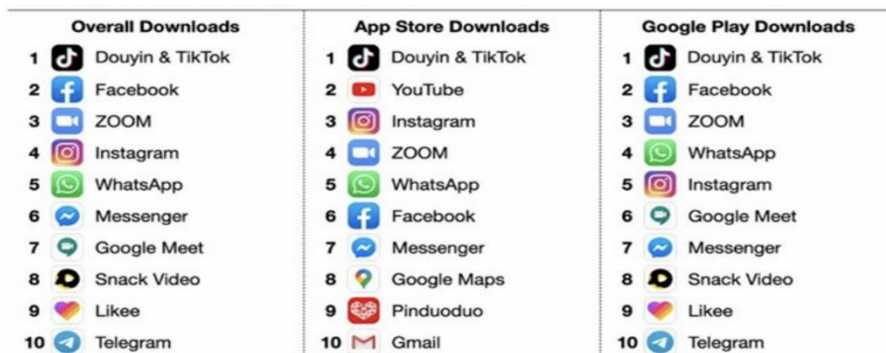 Overall Downloads
1 Douyin & TikTok
2 Facebook
3 ZOOM
4 Instagram
5 WhatsApp
6 Messenger
7 Google Meet
8 Snack Video
9 Likee
10 Telegram
App Store Downloads
1 Douyin & TikTok
2 YouTube
3 Instagram
4 ZOOM
5 WhatsApp
6 Facebook
7 Messenger
8 Google Maps
9 Pinduoduo
10 Gmail
Google Play Downloads
1 Douyin & TikTok
2 Facebook
3 ZOOM
4 WhatsApp
5 Instagram
6 Google Meet
7 Messenger
8 Snack Video
9 Likee
10 Telegram